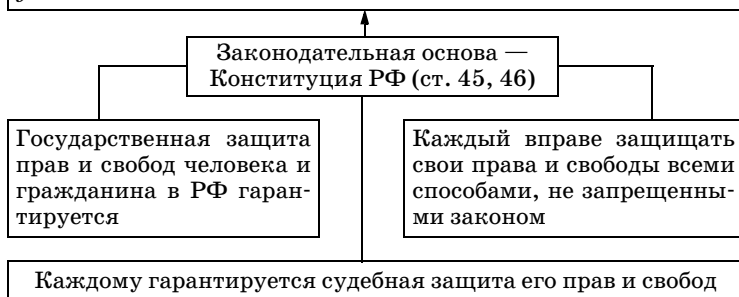 Законодательная основа —
Конституция РФ (ст. 45, 46)
Государственная защита
прав и свобод человека и
гражданина в РФ гаран-
тируется
Каждый вправе защищать
свои права и свободы всеми
способами, не запрещенны-
ми законом
Каждому гарантируется судебная защита его прав и свобод